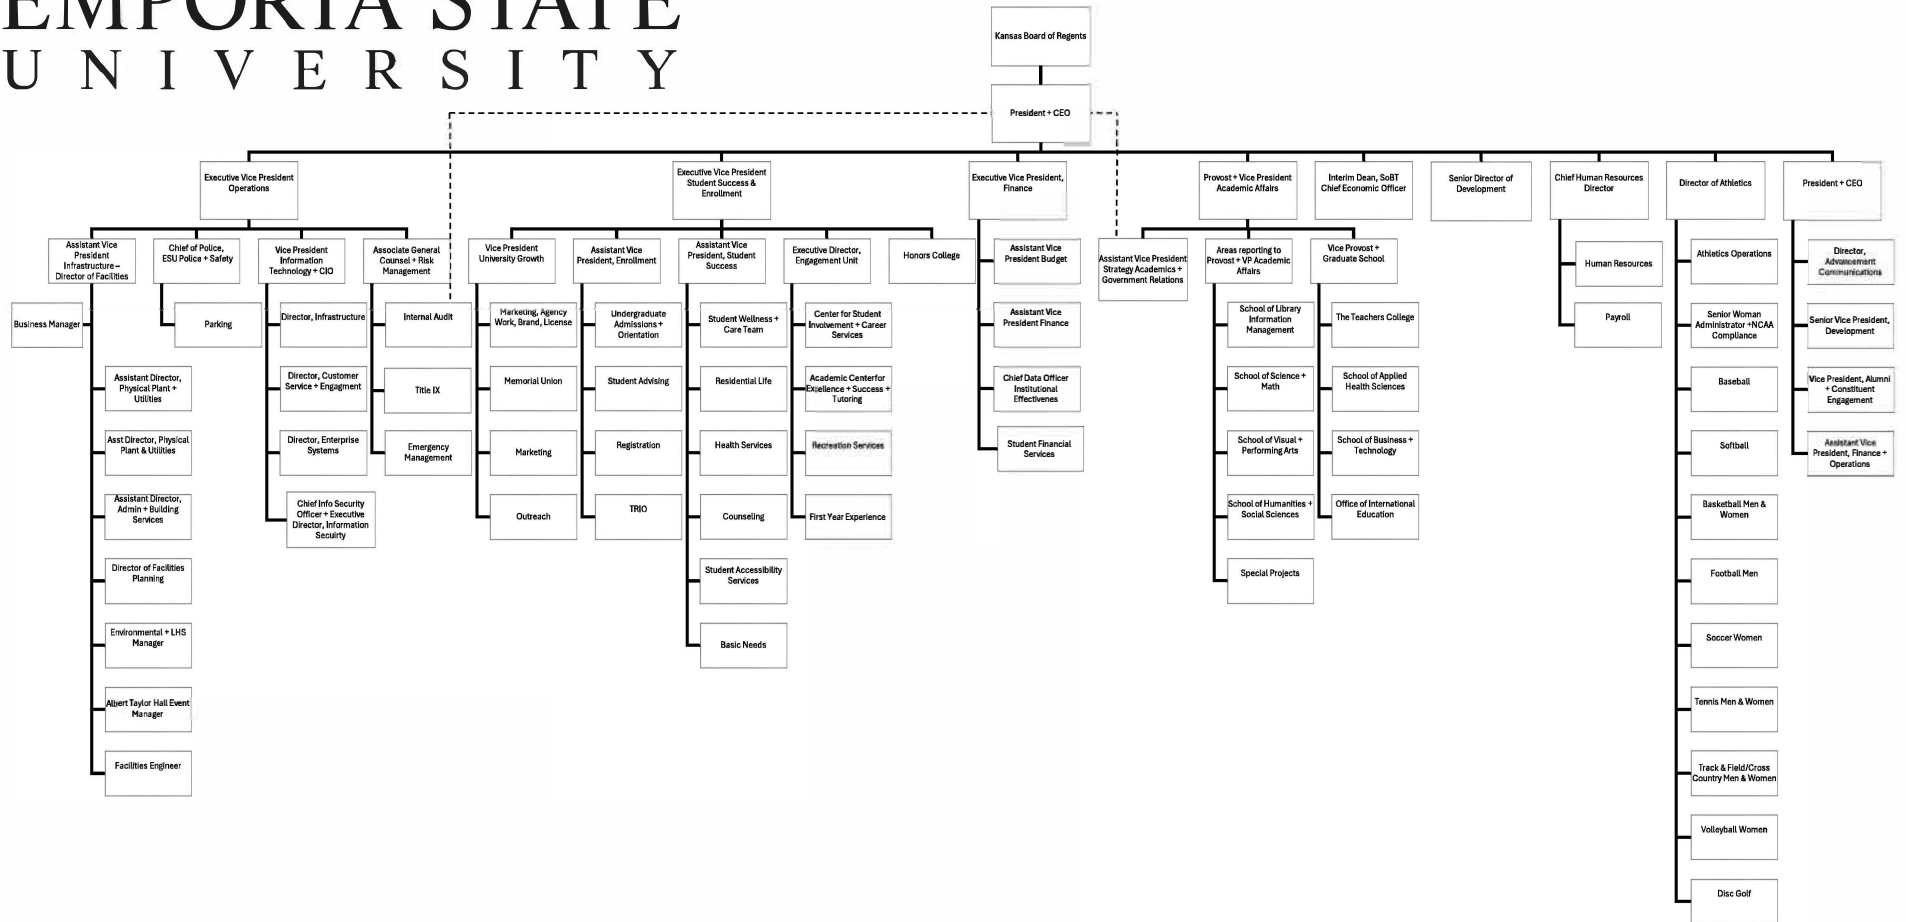 EMPORIA STATE
UNIVERSITY
Kansas Board of Regents
President + CEO
Executive Vice President
Operations
Executive Vice President
Student Success &
Enrollment
Executive Vice President,
Finance
Provost + Vice President
Academic Affairs
Interim Dean, SoBT
Chief Economic Officer
Senior Director of
Development
Chief Human Resources
Director
Director of Athletics
President + CEO
Assistant Vice
President
Infrastructure –
Director of Facilities
Chief of Police,
ESU Police + Safety
Vice President
Information
Technology + CIO
Associate General
Counsel + Risk
Management
Vice President
University Growth
Assistant Vice
President, Enrollment
Assistant Vice
President, Student
Success
Executive Director,
Engagement Unit
Honors College
Assistant Vice
President Budget
Assistant Vice President
Strategy Academics +
Government Relations
Areas reporting to
Provost + VP Academic
Affairs
Vice Provost +
Graduate School
Human Resources
Athletics Operations
Director,
Advancement
Communications
Business Manager
Parking
Director, Infrastructure
Internal Audit
Marketing, Agency
Work, Brand, License
Undergraduate
Admissions +
Orientation
Student Wellness +
Care Team
Center for Student
Involvement + Career
Services
Assistant Vice
President Finance
School of Library
Information
Management
The Teachers College
Payroll
Senior Woman
Administrator +NCAA
Compliance
Senior Vice President,
Development
Assistant Director,
Physical Plant +
Utilities
Director, Customer
Service + Engagment
Title IX
Memorial Union
Student Advising
Residential Life
Academic Centerfor
Excellence + Success +
Tutoring
Chief Data Officer
Institutional
Effectivenes
School of Science +
Math
School of Applied
Health Sciences
Baseball
Vice President, Alumni
+ Constituent
Engagement
Asst Director, Physical
Plant & Utilities
Director, Enterprise
Systems
Emergency
Management
Marketing
Registration
Health Services
Recreation Services
Student Financial
Services
School of Visual +
Performing Arts
School of Business +
Technology
Softball
Assistant Vice
President, Finance +
Operations
Assistant Director,
Admin + Building
Services
Chief Info Security
Officer + Executive
Director, Information
Secuirty
Outreach
TRIO
Counseling
First Year Experience
School of Humanities +
Social Sciences
Office of International
Education
Basketball Men &
Women
Director of Facilities
Planning
Student Accessibility
Services
Special Projects
Football Men
Environmental + LHS
Manager
Basic Needs
Soccer Women
Albert Taylor Hall Event
Manager
Tennis Men & Women
Facilities Engineer
Track & Field/Cross
Country Men & Women
Volleyball Women
Disc Golf